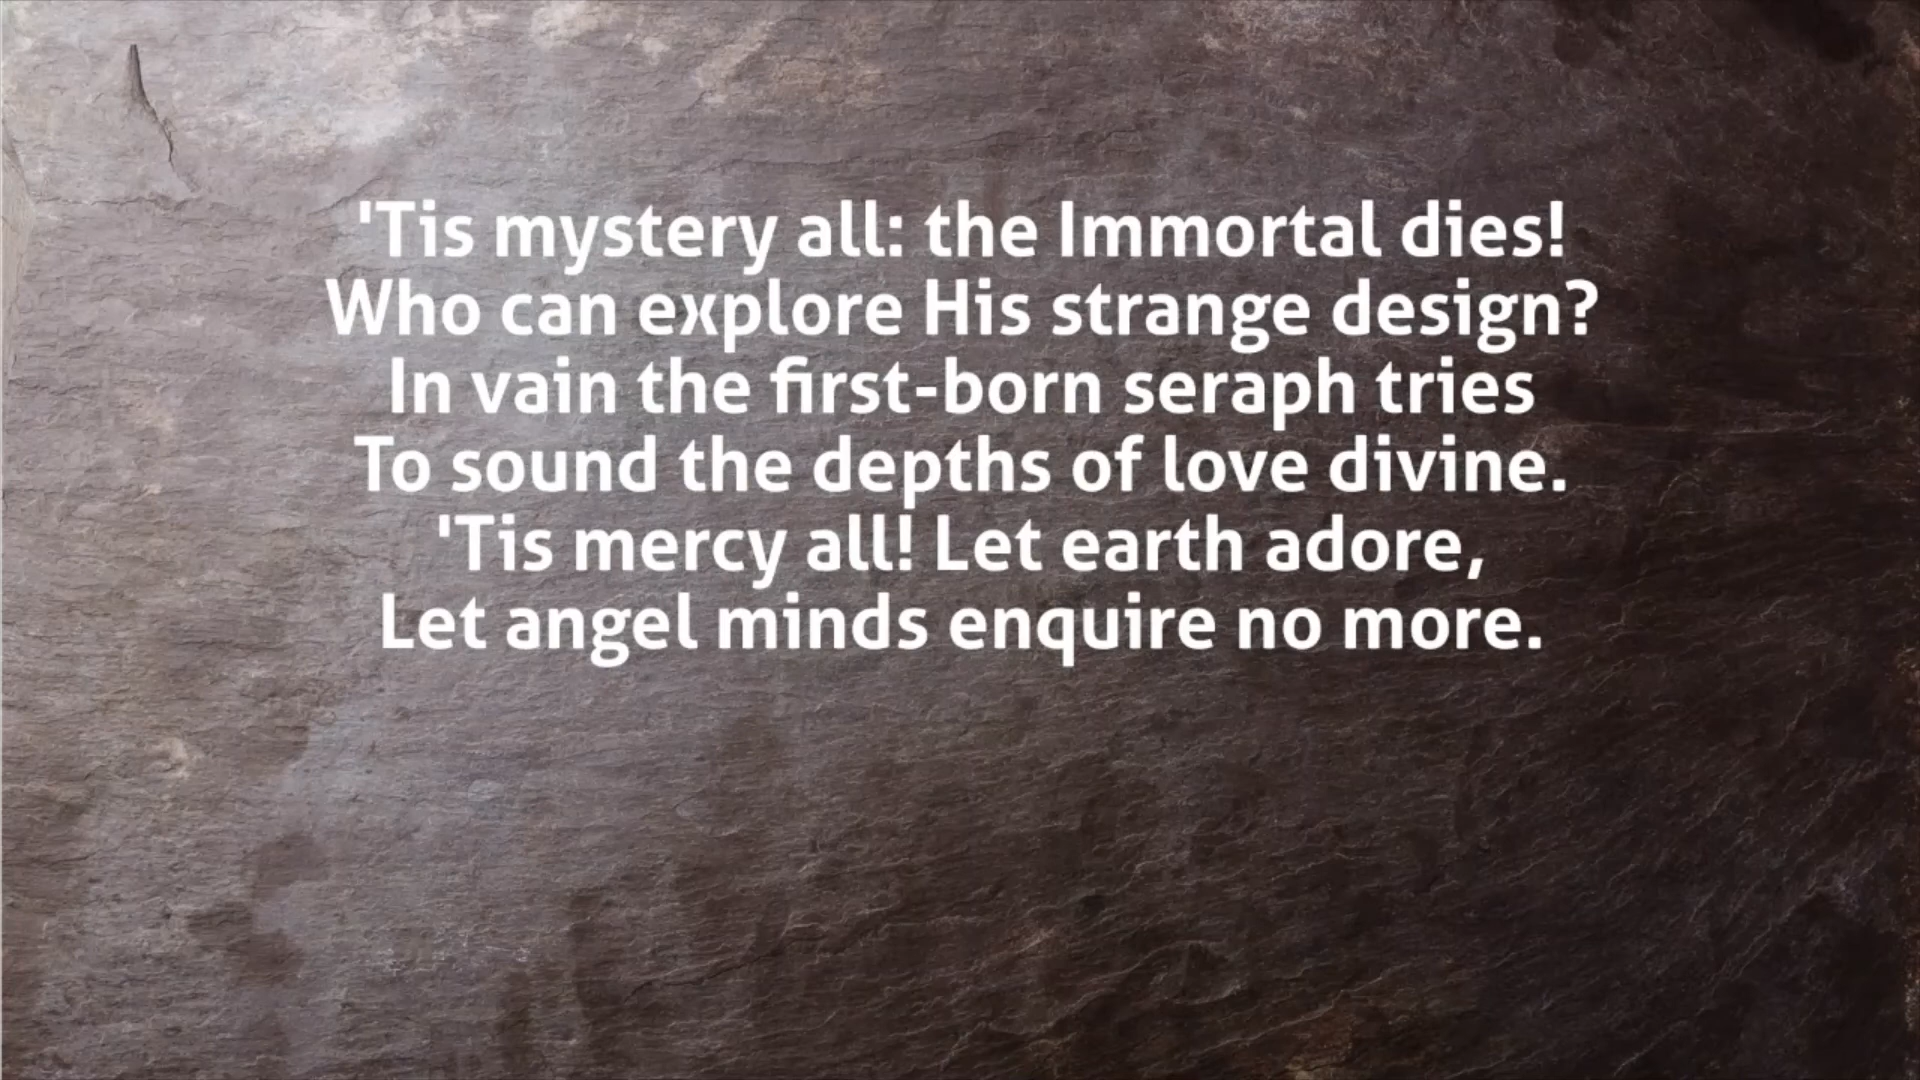 'Tis mystery all: the Immortal dies!
Who can explore His strange design?
In vain the first-born seraph tries
To sound the depths of love divine.
'Tis mercy all! Let earth adore,
Let angel minds enquire no more.